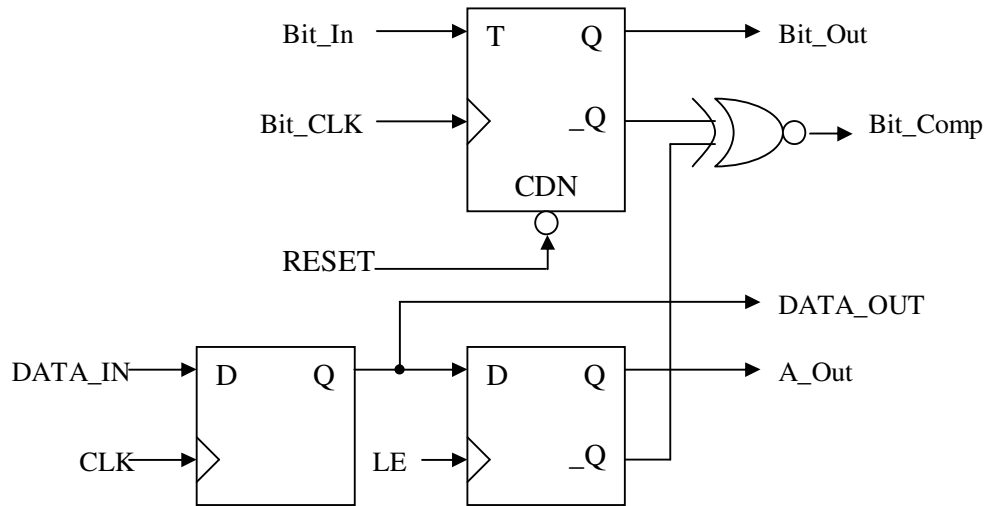 Bit_In T Q Bit_Out
Bit_CLK _Q Bit_Comp
CDN
RESET
DATA_OUT
DATA_IN D Q D Q A_Out
CLK LE _Q